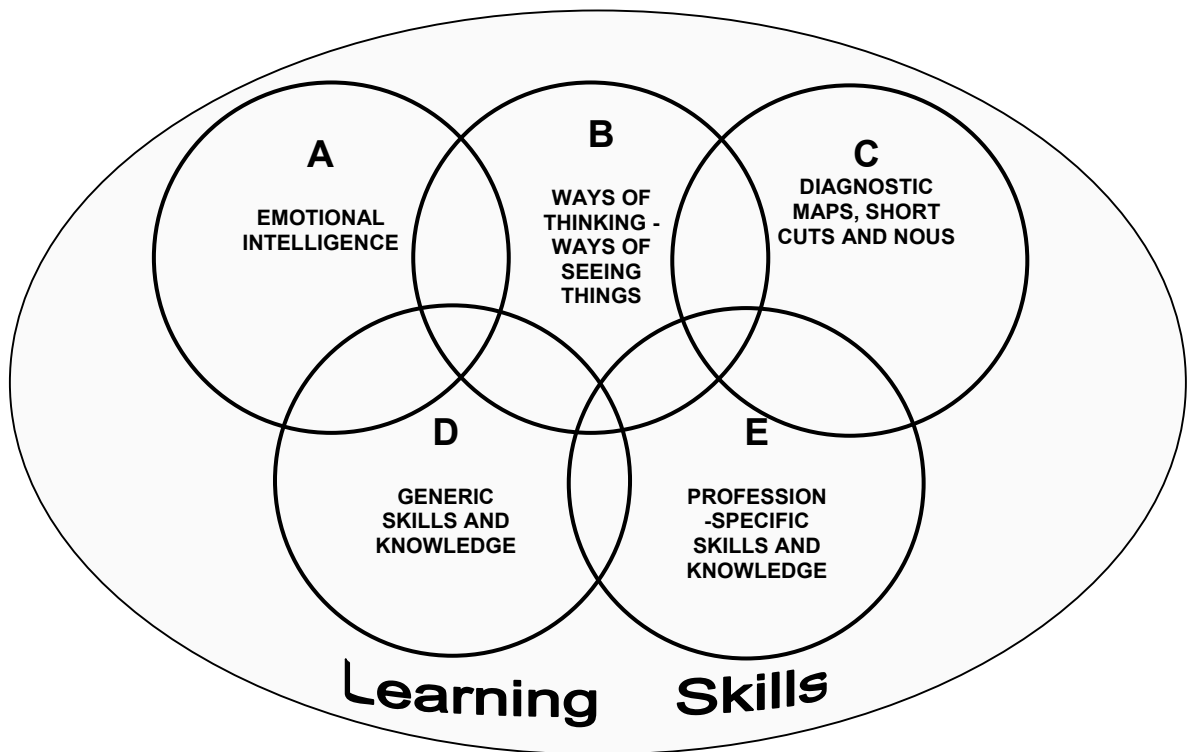 A
EMOTIONAL
INTELLIGENCE
B
WAYS OF
THINKING -
WAYS OF
SEEING
THINGS
C
DIAGNOSTIC
MAPS, SHORT
CUTS AND NOUS
D
GENERIC
SKILLS AND
KNOWLEDGE
E
PROFESSION
-SPECIFIC
SKILLS AND
KNOWLEDGE
Learning Skills